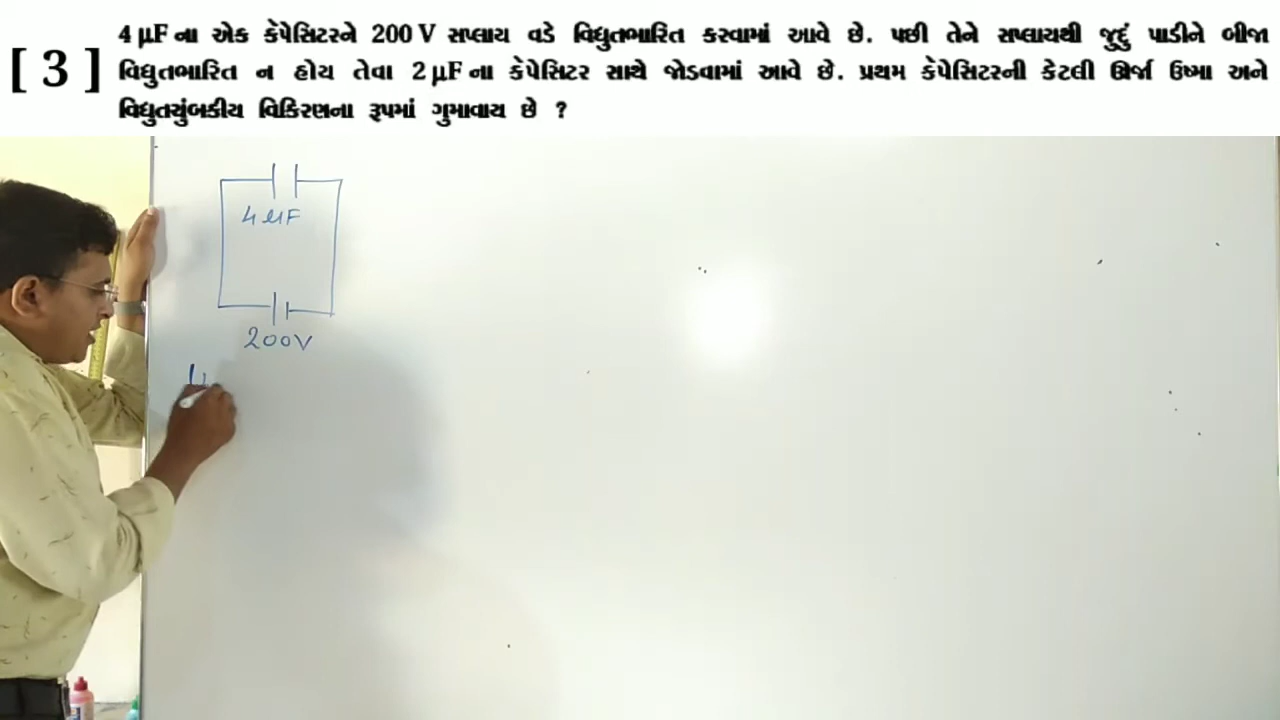 4 μF ના એક કૅપેસિટરને 200 V સપ્લાય વડે વિદ્યુતભારિત કરવામાં આવે છે. પછી તેને સપ્લાયથી જુદું પાડીને બીજા
[ 3 ] વિદ્યુતભારિત ન હોય તેવા 2 μF ના કૅપેસિટર સાથે જોડવામાં આવે છે. પ્રથમ કૅપેસિટરની કેટલી ઊર્જા ઉષ્મા અને
વિદ્યુતચુંબકીય વિકિરણના રૂપમાં ગુમાવાય છે ?
4 μF
200V